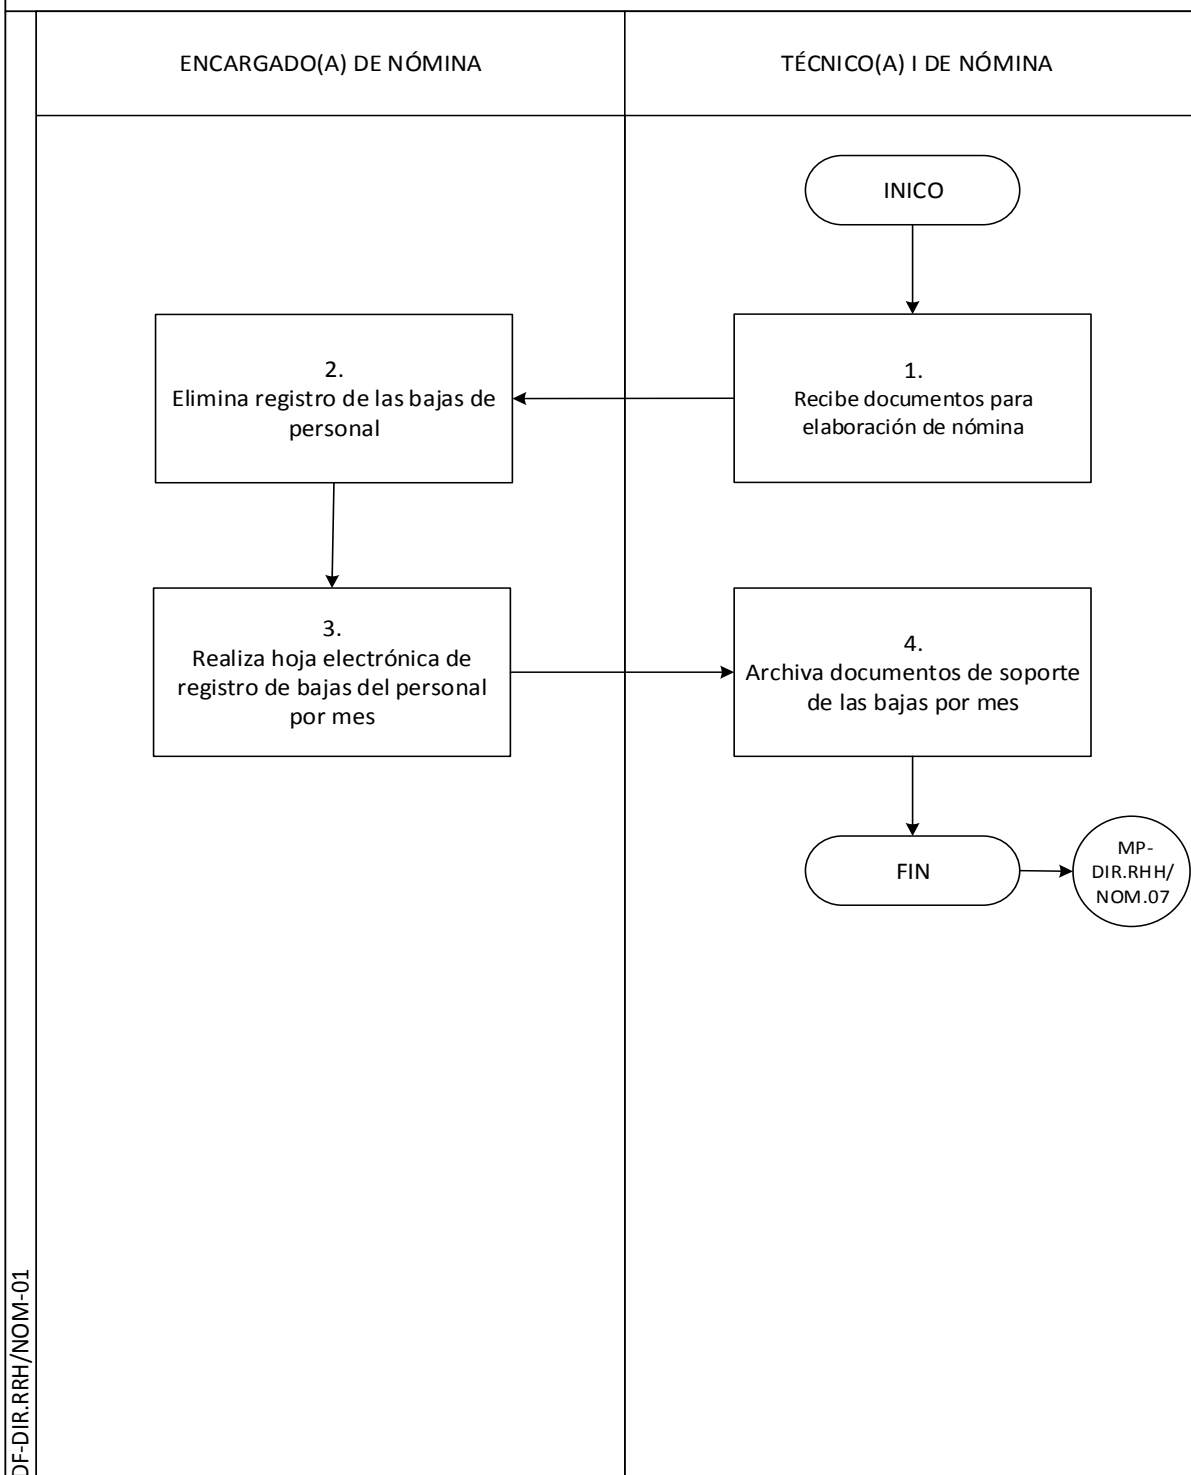 ENCARGADO(A) DE NÓMINA
TÉCNICO(A) I DE NÓMINA
INICO
1.
Recibe documentos para
elaboración de nómina
2.
Elimina registro de las bajas de
personal
3.
Realiza hoja electrónica de
registro de bajas del personal
por mes
4.
Archiva documentos de soporte
de las bajas por mes
FIN
MP-
DIR.RHH/
NOM.07
DF-DIR.RRH/NOM-01